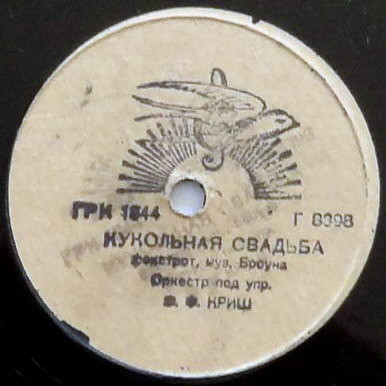 ГРК 1844 Г 8398
КУКОЛЬНАЯ СВАДЬБА
фокстрот, муз. Броуна
Оркестр под упр.
Ф. Ф. КРИШ